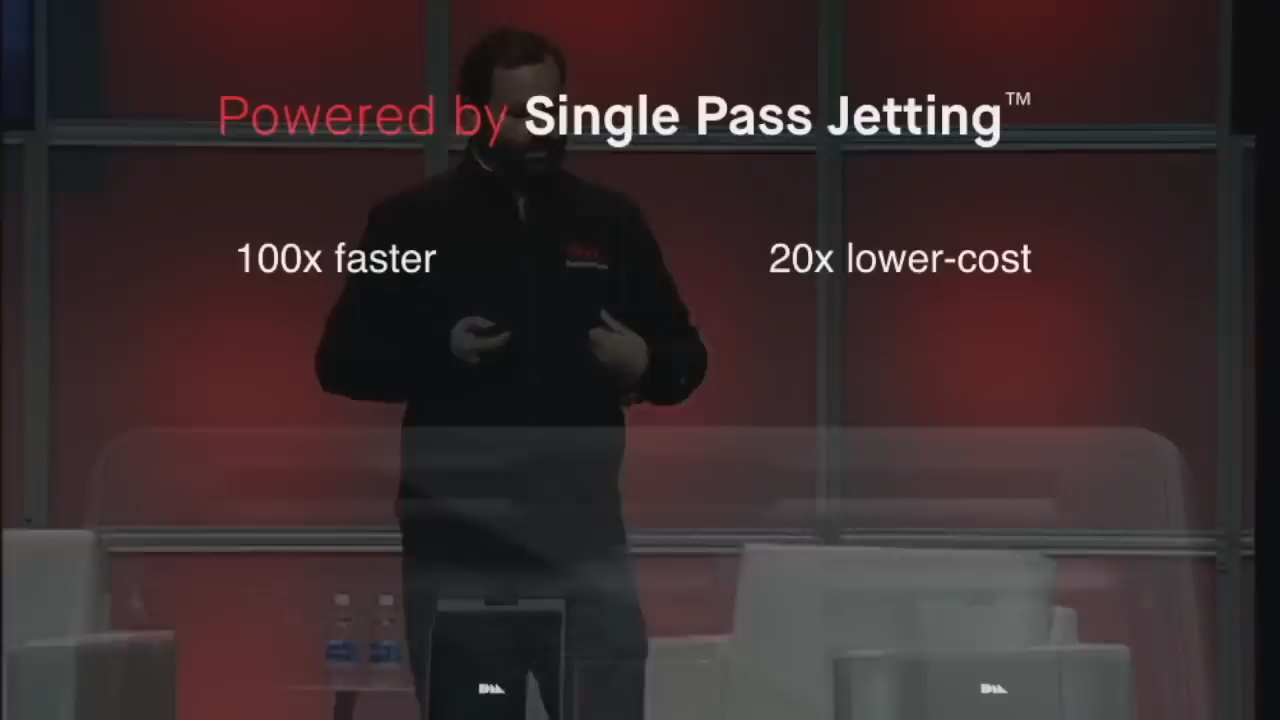 Powered by Single Pass Jetting™
100x faster
20x lower-cost